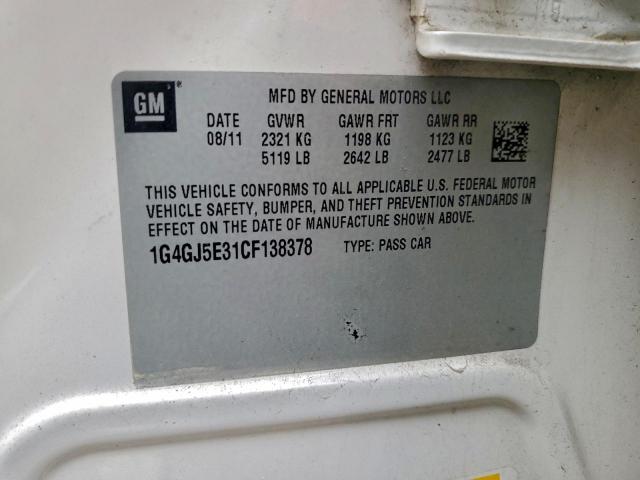 GM
MFD BY GENERAL MOTORS LLC
DATE GVWR GAWR FRT GAWR RR
08/11 2321 KG 1198 KG 1123 KG
5119 LB 2642 LB 2477 LB
THIS VEHICLE CONFORMS TO ALL APPLICABLE U.S. FEDERAL MOTOR
VEHICLE SAFETY, BUMPER, AND THEFT PREVENTION STANDARDS IN
EFFECT ON THE DATE OF MANUFACTURE SHOWN ABOVE.
1G4GJ5E31CF138378 TYPE: PASS CAR